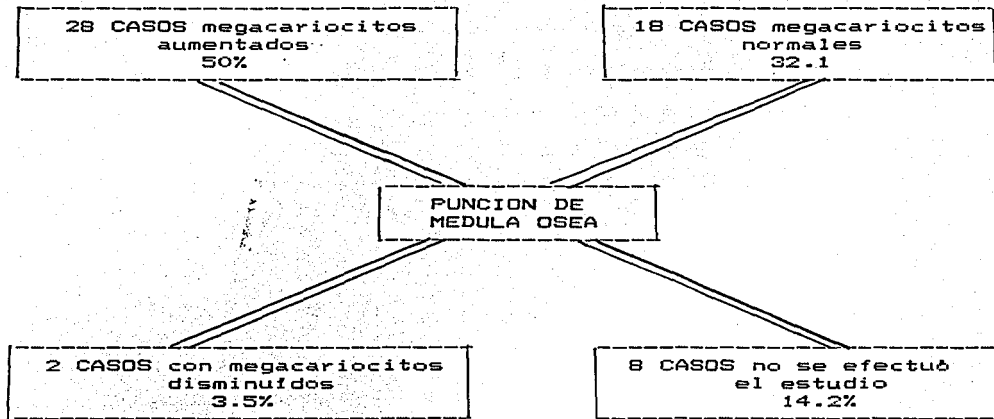 28 CASOS megacariocitos
aumentados
50%
18 CASOS megacariocitos
normales
32.1
PUNCION DE
MEDULA OSEA
2 CASOS con megacariocitos
disminuídos
3.5%
8 CASOS no se efectuó
el estudio
14.2%